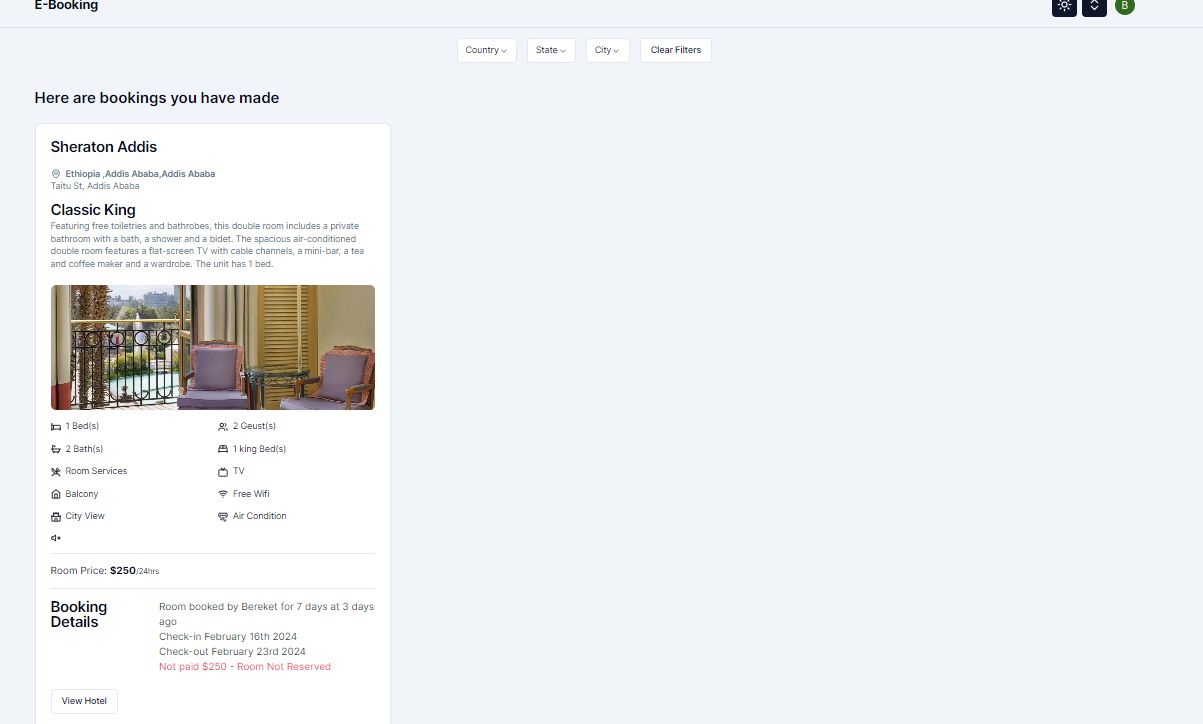 E-Booking
B
Country
State
City
Clear Filters
Here are bookings you have made
Sheraton Addis
Ethiopia ,Addis Ababa,Addis Ababa
Taitu St, Addis Ababa
Classic King
Featuring free toiletries and bathrobes, this double room includes a private
bathroom with a bath, a shower and a bidet. The spacious air-conditioned
double room features a flat-screen TV with cable channels, a mini-bar, a tea
and coffee maker and a wardrobe. The unit has 1 bed.
1 Bed(s)
2 Geust(s)
2 Bath(s)
1 king Bed(s)
Room Services
TV
Balcony
Free Wifi
City View
Air Condition
Room Price: $250/24hrs
Booking
Details
Room booked by Bereket for 7 days at 3 days
ago
Check-in February 16th 2024
Check-out February 23rd 2024
Not paid $250 - Room Not Reserved
View Hotel